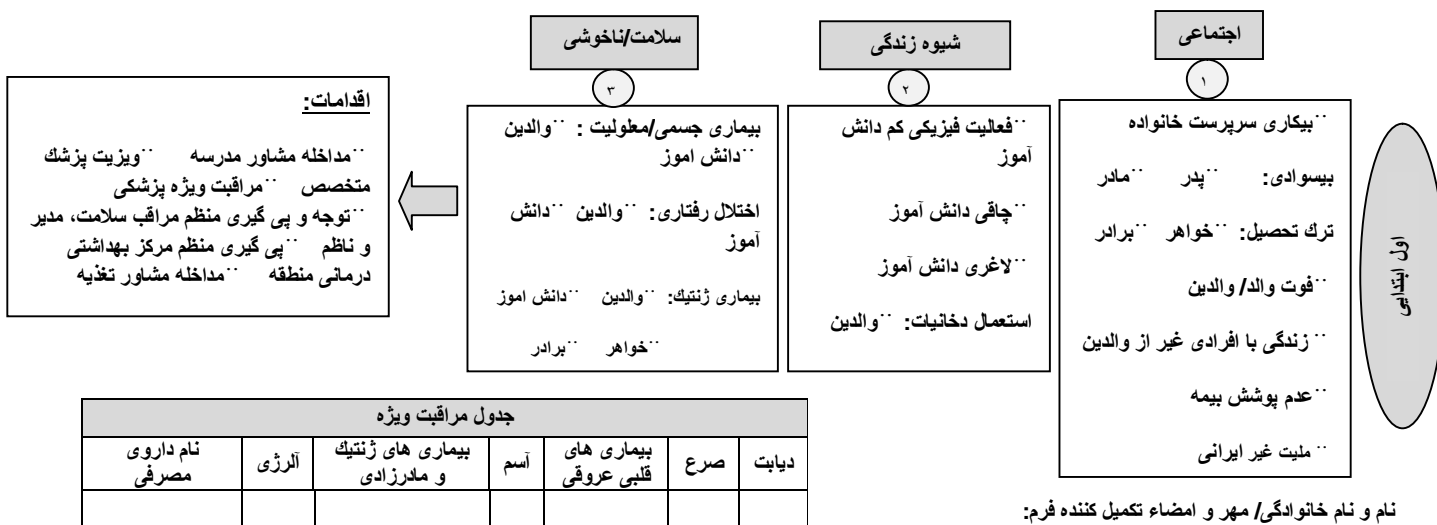 اول ابتدایی
اجتماعی
۱
¨بیکاری سرپرست خانواده
بیسوادی: ¨پدر ¨مادر
ترك تحصیل: ¨خواهر ¨برادر
¨فوت والد/ والدین
¨ زندگی با افرادی غیر از والدین
¨عدم پوشش بیمه
¨ ملیت غیر ایرانی
شیوه زندگی
۲
¨فعالیت فیزیکی کم دانش
آموز
¨چاقی دانش آموز
¨لاغری دانش آموز
استعمال دخانیات: ¨والدین
سلامت/ناخوشی
۳
بیماری جسمی/معلولیت : ¨والدین
¨دانش اموز
اختلال رفتاری: ¨والدین ¨دانش
آموز
بیماری ژنتیك: ¨والدین ¨دانش اموز
¨خواهر ¨برادر
اقدامات:
¨مداخله مشاور مدرسه ¨ویزیت پزشك
متخصص ¨مراقبت ویژه پزشکی
¨توجه و پی گیری منظم مراقب سلامت، مدیر
و ناظم ¨پی گیری منظم مرکز بهداشتی
درمانی منطقه ¨مداخله مشاور تغذیه
جدول مراقبت ویژه
دیابت صرع بیماری های قلبی عروقی آسم بیماری های ژنتیك و مادرزادی آلرژی نام داروی مصرفی
نام و نام خانوادگی/ مهر و امضاء تکمیل کننده فرم: